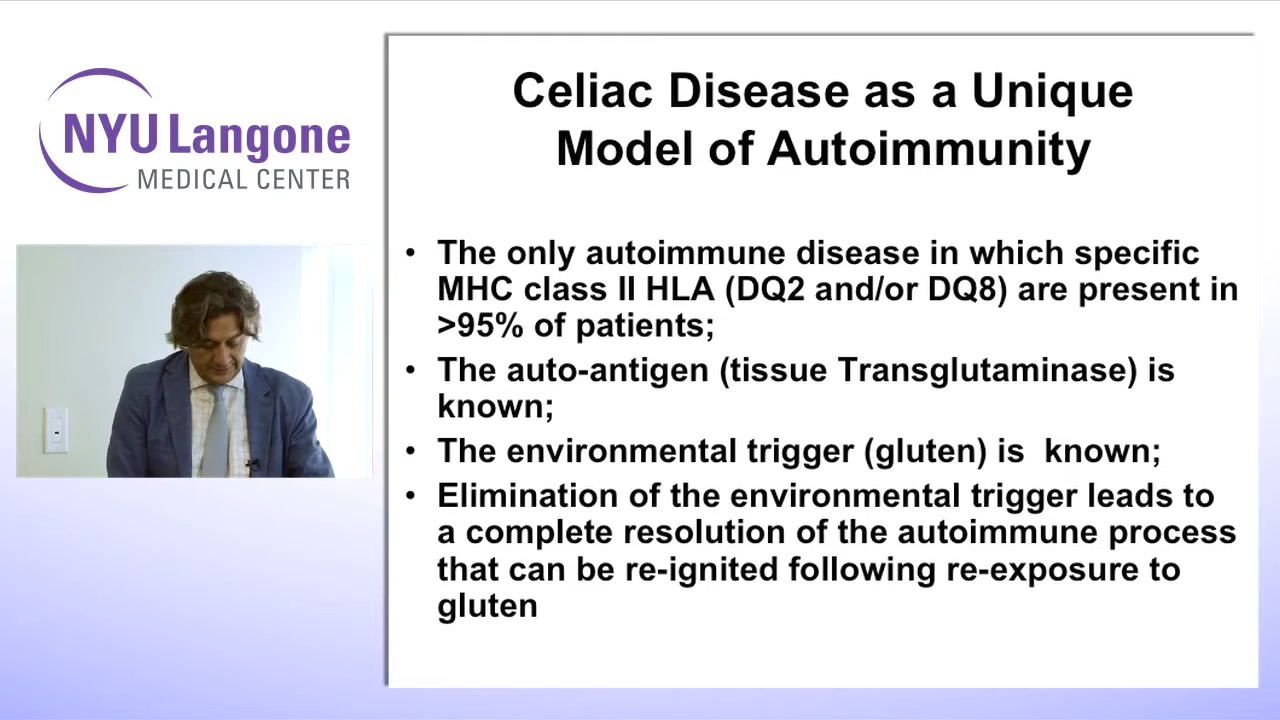 NYU Langone
MEDICAL CENTER
Celiac Disease as a Unique
Model of Autoimmunity
• The only autoimmune disease in which specific
MHC class II HLA (DQ2 and/or DQ8) are present in
>95% of patients;
• The auto-antigen (tissue Transglutaminase) is
known;
• The environmental trigger (gluten) is  known;
• Elimination of the environmental trigger leads to
a complete resolution of the autoimmune process
that can be re-ignited following re-exposure to
gluten